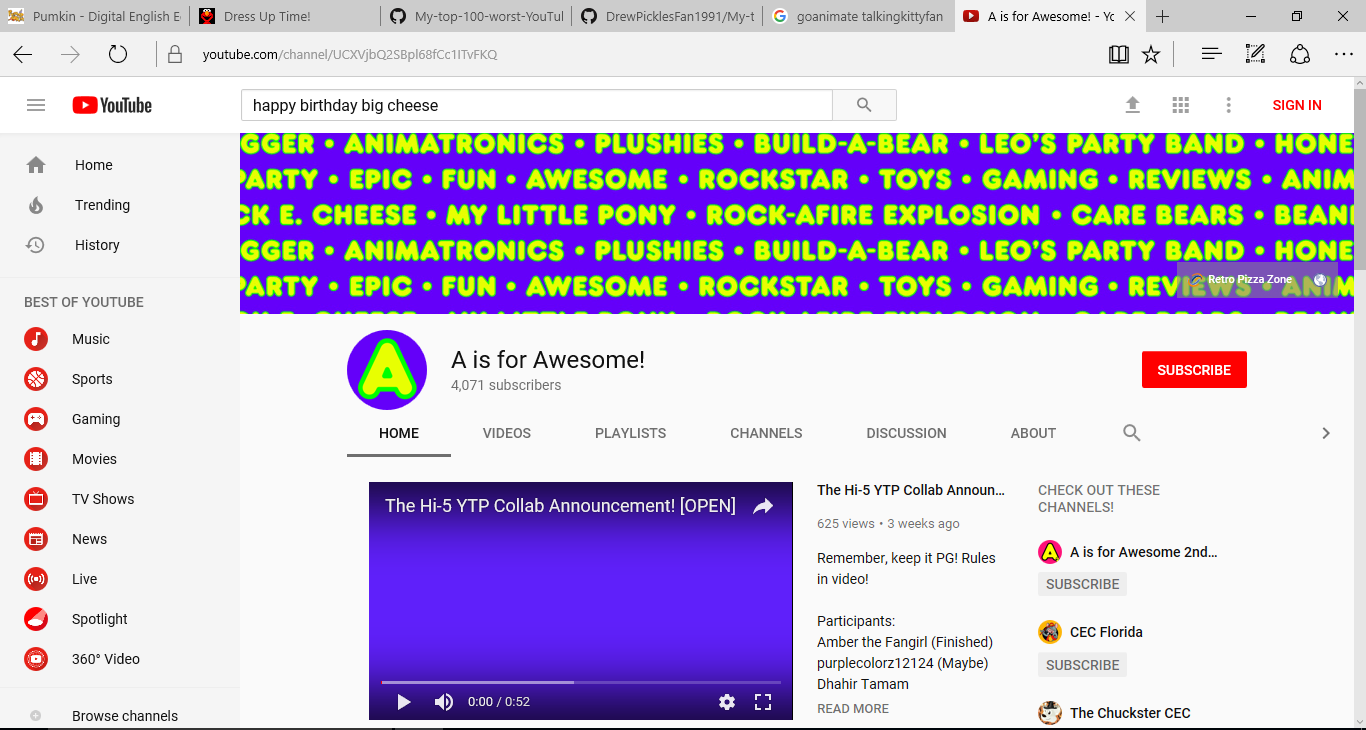 Pumkin - Digital English E
Dress Up Time!
My-top-100-worst-YouTul
DrewPicklesFan1991/My-t
goanimate talkingkittyfan
A is for Awesome! - Yo
youtube.com/channel/UCXVjbQ2SBpl68fCc1ITvFKQ
YouTube
happy birthday big cheese
SIGN IN
Home
Trending
History
BEST OF YOUTUBE
Music
Sports
Gaming
Movies
TV Shows
News
Live
Spotlight
360° Video
Browse channels
GGER • ANIMATRONICS • PLUSHIES • BUILD-A-BEAR • LEO'S PARTY BAND • HONE
PARTY • EPIC • FUN • AWESOME • ROCKSTAR • TOYS • GAMING • REVIEWS • ANIM
CK E. CHEESE • MY LITTLE PONY • ROCK-AFIRE EXPLOSION • CARE BEARS • BEAN
GGER • ANIMATRONICS • PLUSHIES • BUILD-A-BEAR • LEO'S PARTY BAND • HONE
PARTY • EPIC • FUN • AWESOME • ROCKSTAR • TOYS • GAMING • REVIEWS • ANIM
Retro Pizza Zone
A is for Awesome!
4,071 subscribers
SUBSCRIBE
HOME
VIDEOS
PLAYLISTS
CHANNELS
DISCUSSION
ABOUT
The Hi-5 YTP Collab Announcement! [OPEN]
0:00 / 0:52
The Hi-5 YTP Collab Announ...
625 views • 3 weeks ago
Remember, keep it PG! Rules
in video!
Participants:
Amber the Fangirl (Finished)
purplecolorz12124 (Maybe)
Dhahir Tamam
READ MORE
CHECK OUT THESE
CHANNELS!
A is for Awesome 2nd...
SUBSCRIBE
CEC Florida
SUBSCRIBE
The Chuckster CEC